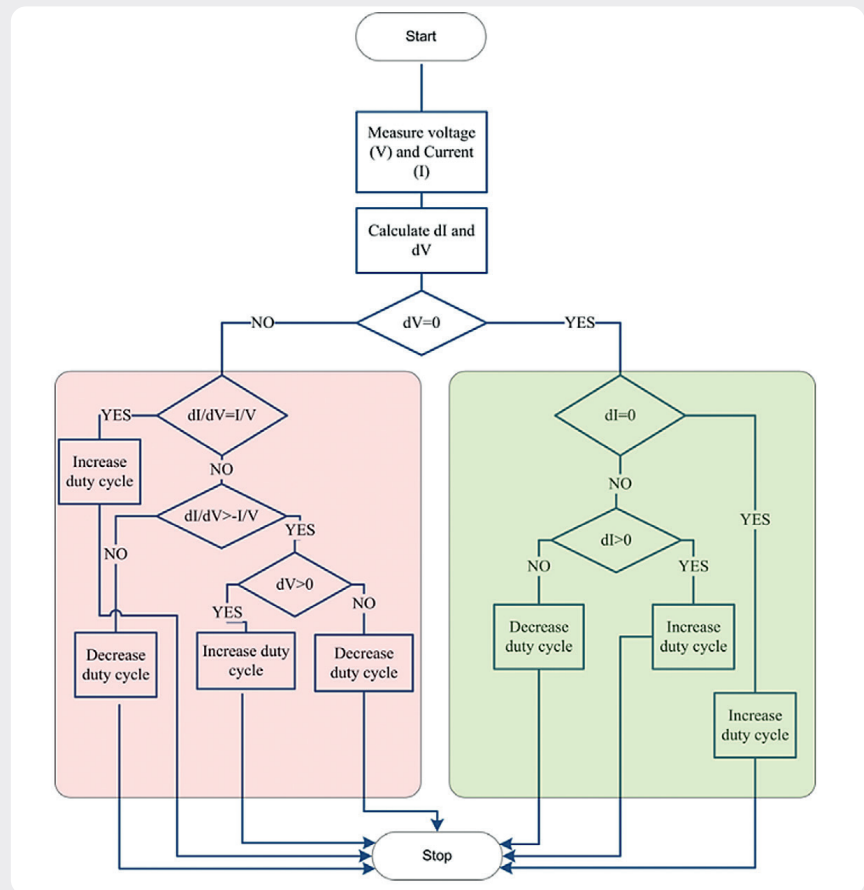 Start
Measure voltage
(V) and Current
(I)
Calculate dI and
dV
dV=0
NO
YES
dI/dV=I/V
YES
Increase
duty cycle
NO
dI/dV>-I/V
NO
YES
dV>0
YES
NO
Decrease
duty cycle
Increase duty
cycle
Decrease
duty cycle
dI=0
NO
YES
dI>0
NO
YES
Decrease
duty cycle
Increase
duty cycle
Increase
duty cycle
Stop